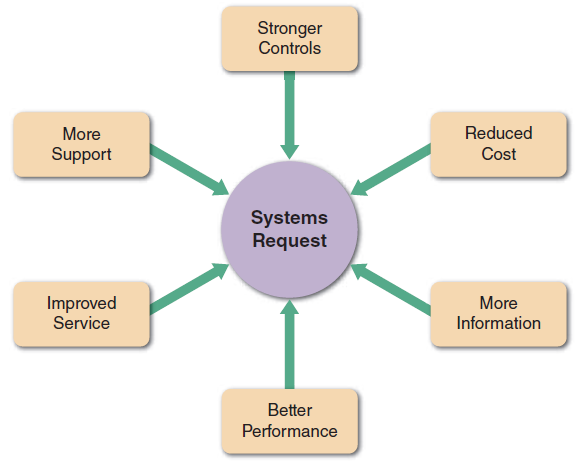 Stronger
Controls
More
Support
Reduced
Cost
Systems
Request
Improved
Service
More
Information
Better
Performance